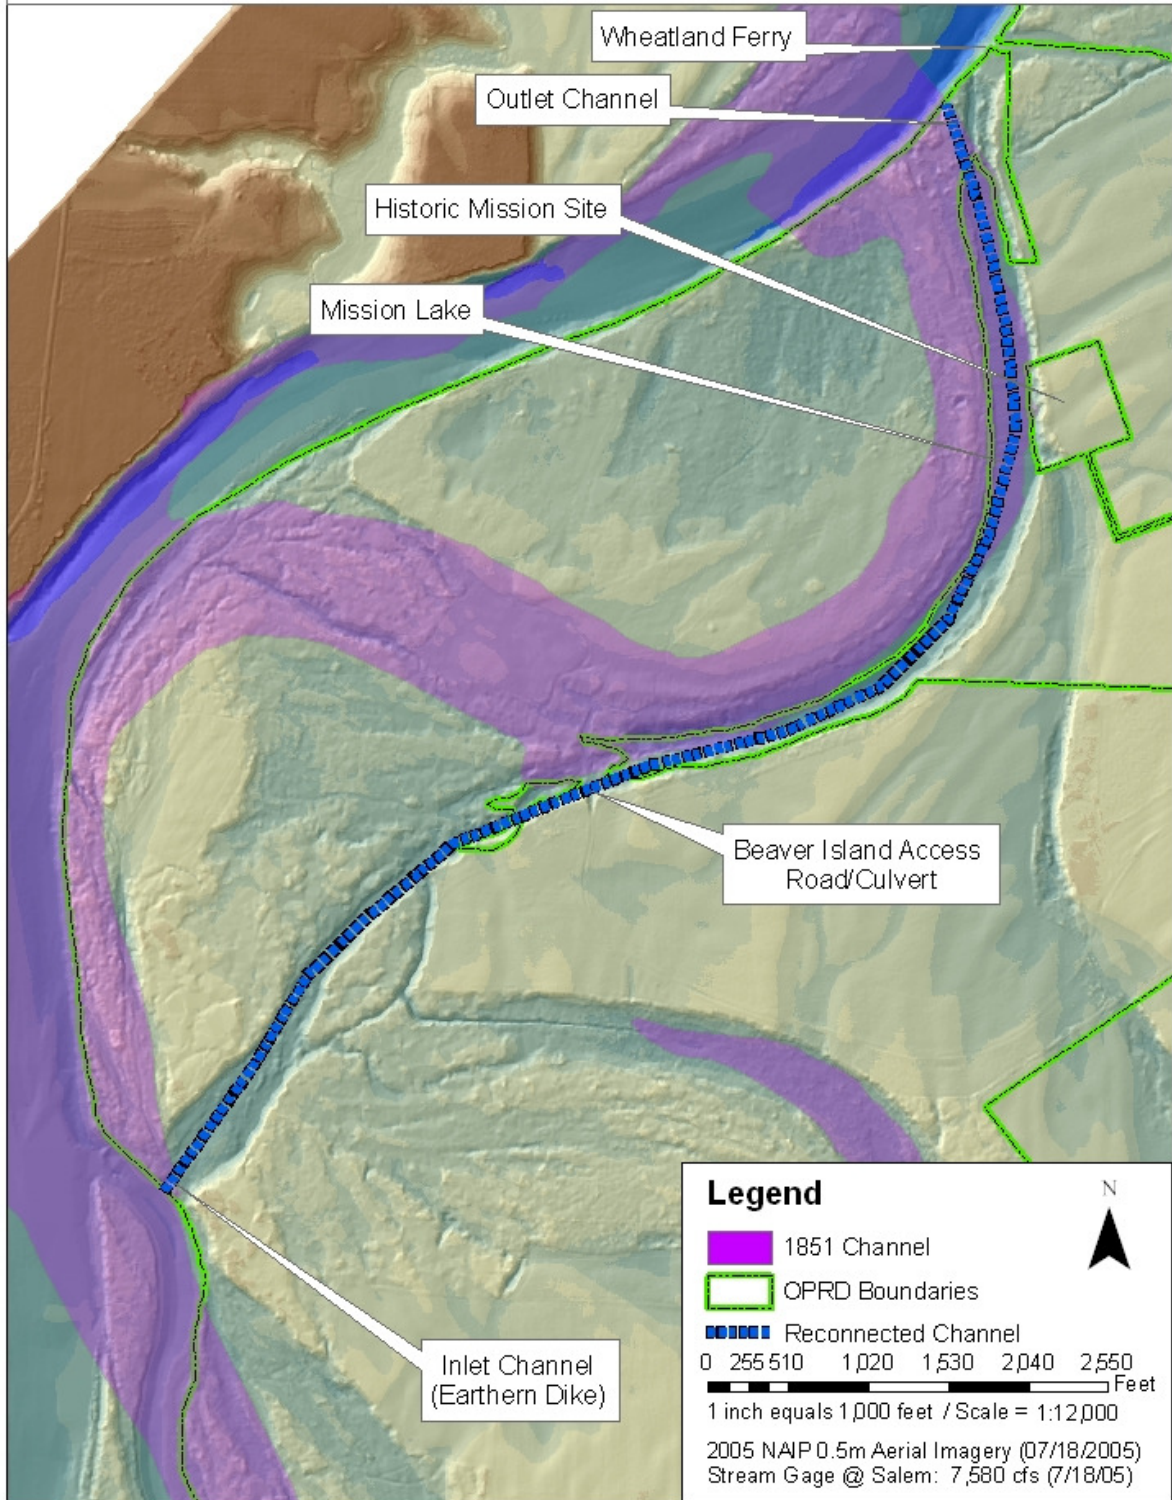 Wheatland Ferry
Outlet Channel
Historic Mission Site
Mission Lake
Beaver Island Access
Road/Culvert
Inlet Channel
(Earthern Dike)
Legend
N
1851 Channel
OPRD Boundaries
Reconnected Channel
0 255 510 1,020 1,530 2,040 2,550
Feet
1 inch equals 1,000 feet / Scale = 1:12,000
2005 NAIP 0.5m Aerial Imagery (07/18/2005)
Stream Gage @ Salem: 7,580 cfs (7/18/05)